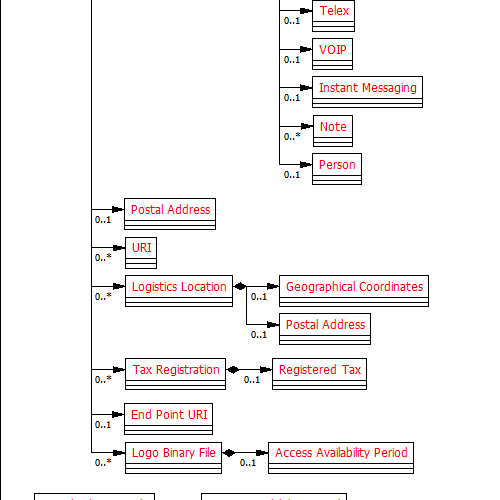 Telex
0..1
VOIP
0..1
Instant Messaging
0..1
Note
0..*
Person
0..1
Postal Address
0..1
URI
0..*
Logistics Location
0..*
Geographical Coordinates
0..1
Postal Address
0..1
Tax Registration
0..*
Registered Tax
0..1
End Point URI
0..1
Logo Binary File
0..*
Access Availability Period
0..1